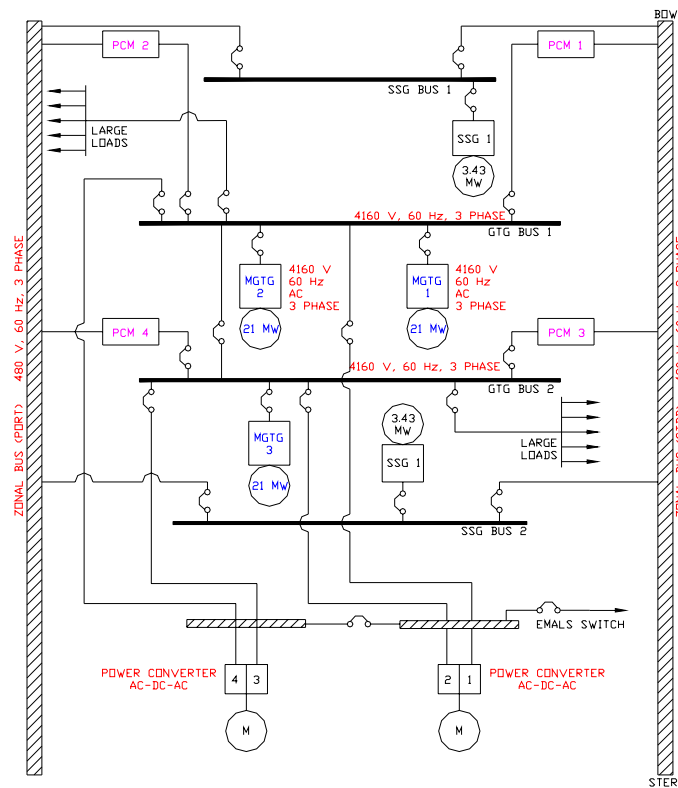 BOW
PCM 2
PCM 1
SSG BUS 1
LARGE
LOADS
SSG 1
3.43
MW
4160 V, 60 Hz, 3 PHASE
GTG BUS 1
MGTG
2
4160 V
60 Hz
AC
3 PHASE
21 MW
MGTG
1
4160 V
60 Hz
AC
3 PHASE
21 MW
ZONAL BUS (PORT) 480 V, 60 Hz, 3 PHASE
PCM 4
PCM 3
4160 V, 60 Hz, 3 PHASE
GTG BUS 2
MGTG
3
21 MW
3.43
MW
SSG 1
LARGE
LOADS
SSG BUS 2
EMALS SWITCH
POWER CONVERTER
AC-DC-AC
4 3
M
2 1
POWER CONVERTER
AC-DC-AC
M
STER